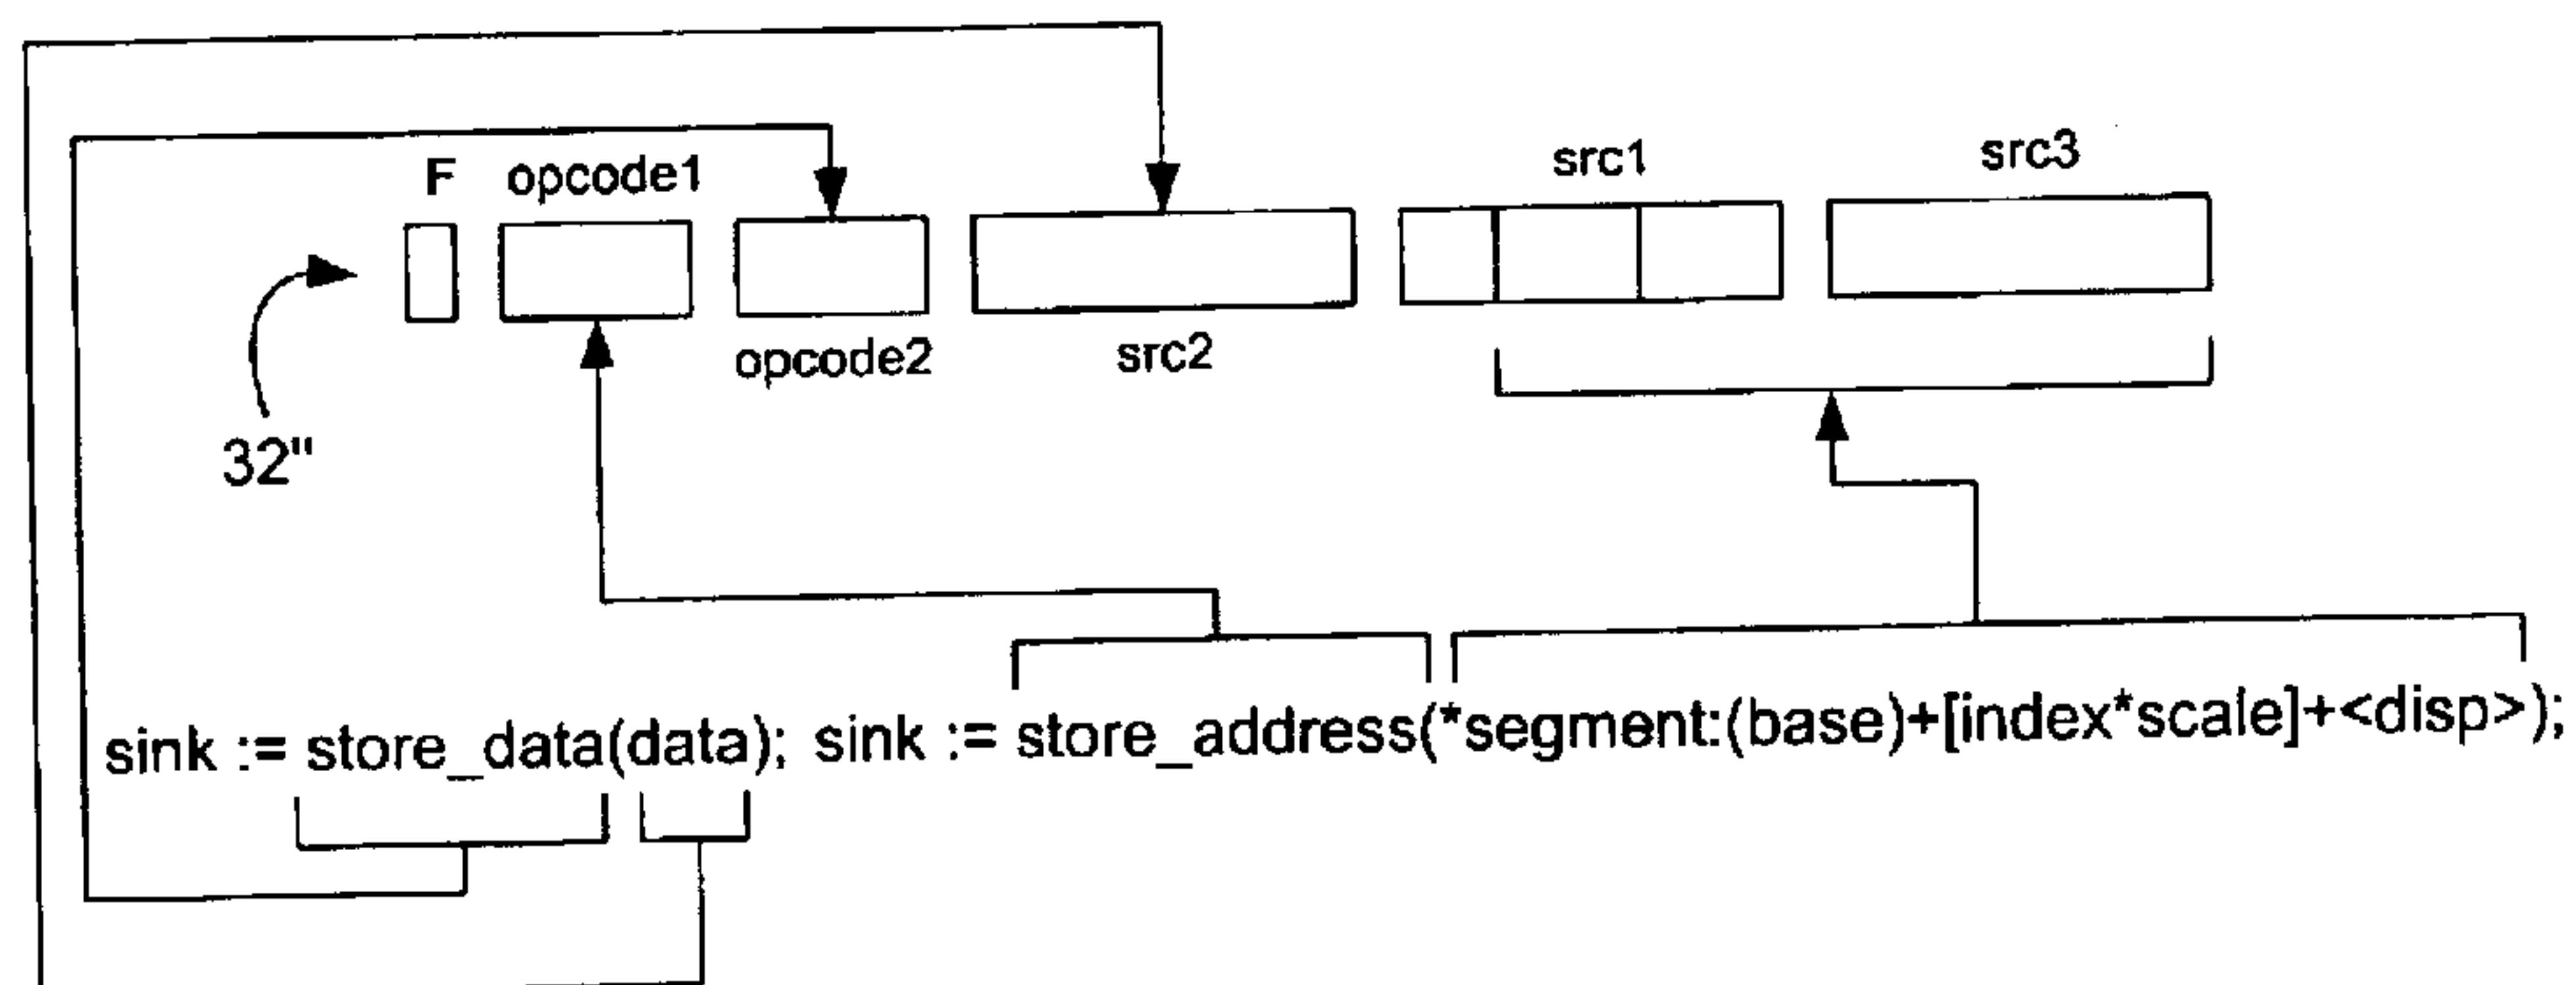 F opcode1 src1 src3
opcode2 src2
32"
sink := store_data(data); sink := store_address(*segment:(base)+[index*scale]+<disp>);